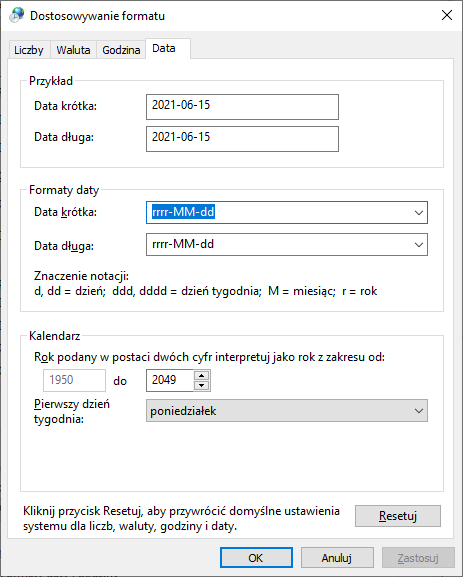 Dostosowywanie formatu
Liczby Waluta Godzina Data
Przykład
Data krótka: 2021-06-15
Data długa: 2021-06-15
Formaty daty
Data krótka: rrrr-MM-dd
Data długa: rrrr-MM-dd
Znaczenie notacji:
d, dd = dzień; ddd, dddd = dzień tygodnia; M = miesiąc; r = rok
Kalendarz
Rok podany w postaci dwóch cyfr interpretuj jako rok z zakresu od:
1950 do 2049
Pierwszy dzień
tygodnia: poniedziałek
Kliknij przycisk Resetuj, aby przywrócić domyślne ustawienia
systemu dla liczb, waluty, godziny i daty.
Resetuj
OK Anuluj Zastosuj